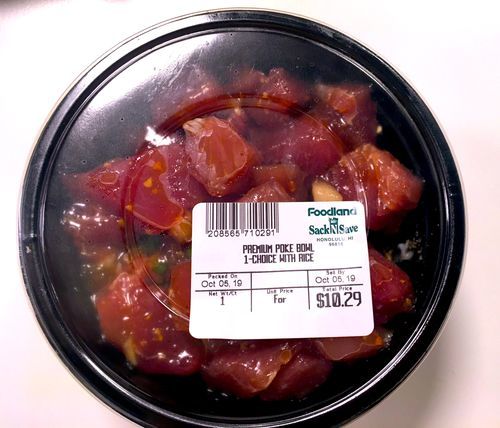 Foodland
Sack N Save
HONOLULU, HI
208565 710291
PREMIUM POKE BOWL
1-CHOICE WITH RICE
Packed On
Oct 05, 19
Sell By
Oct 05, 19
Net Wt/Ct
1
Unit Price
For
Total Price
$10.29